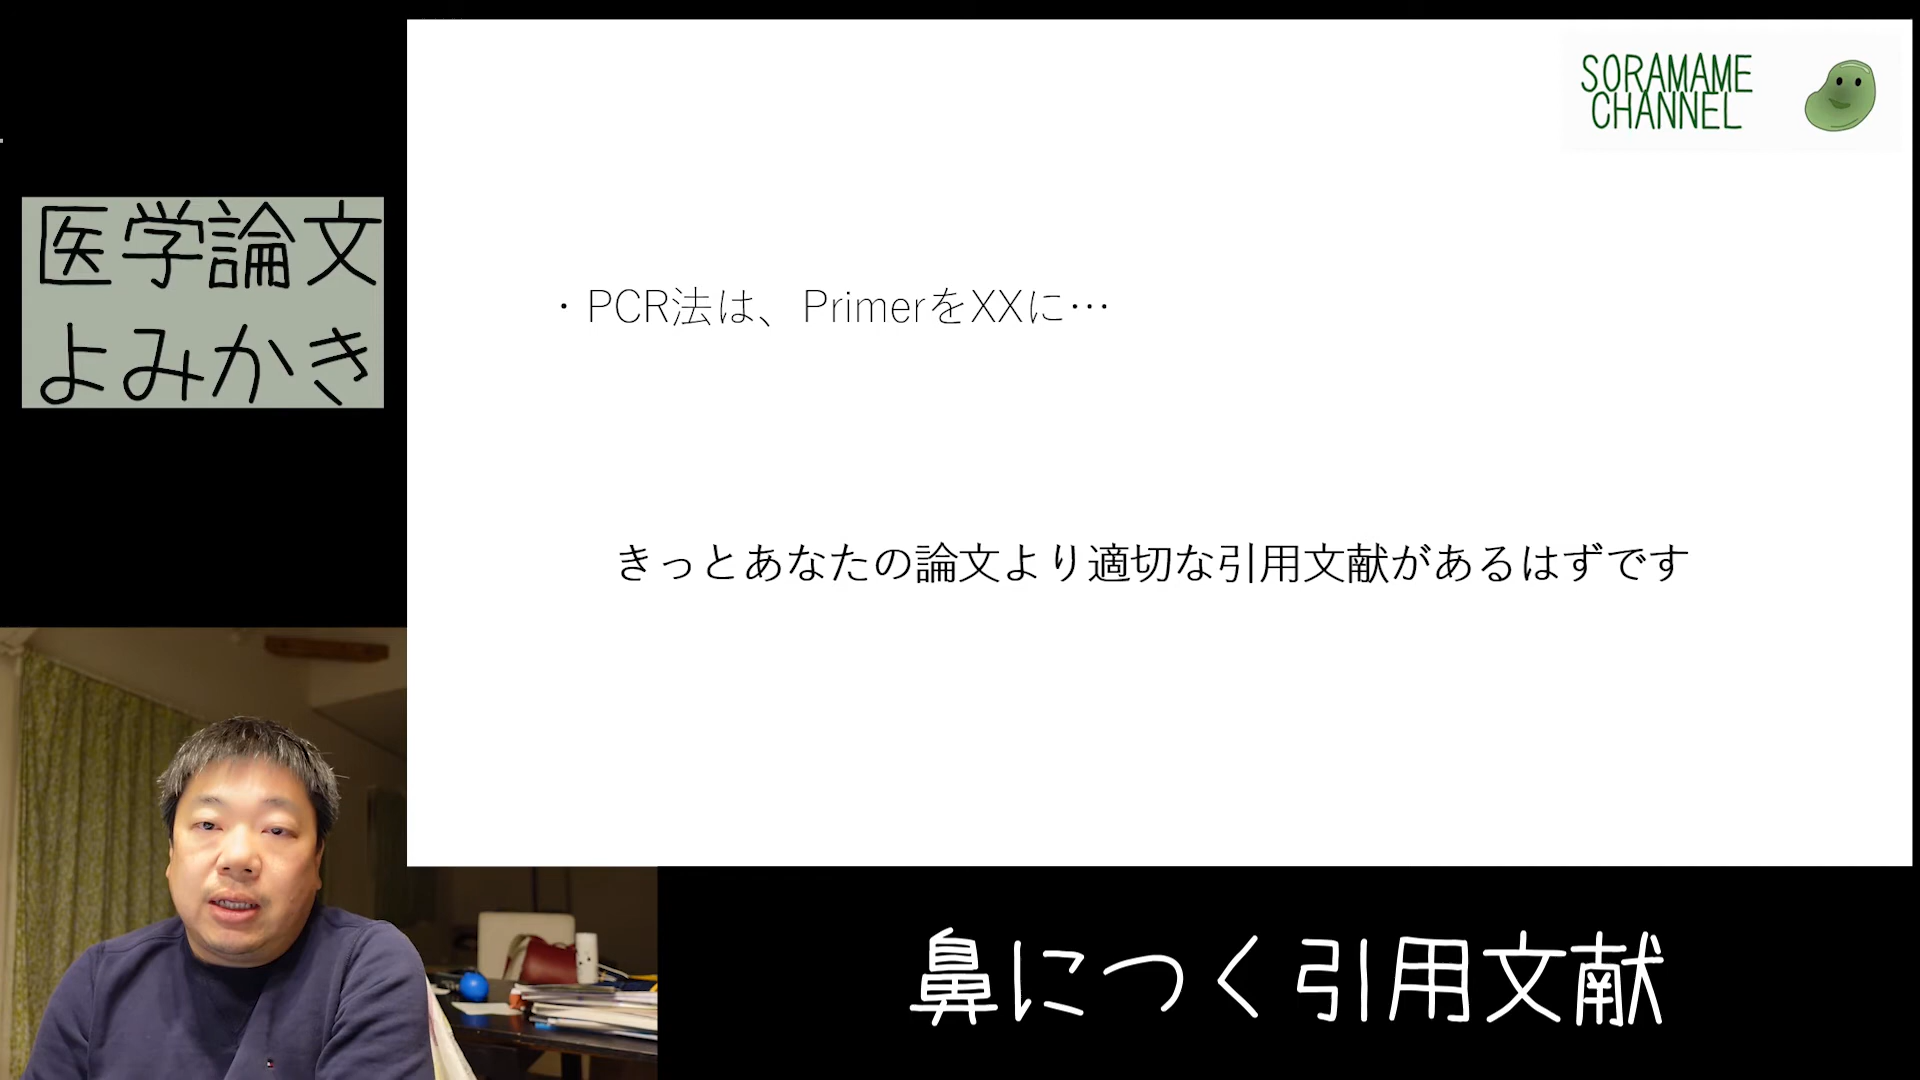 SORAMAME
CHANNEL
医学論文
よみかき
・PCR法は、PrimerをXXに…
きっとあなたの論文より適切な引用文献があるはずです
鼻につく引用文献